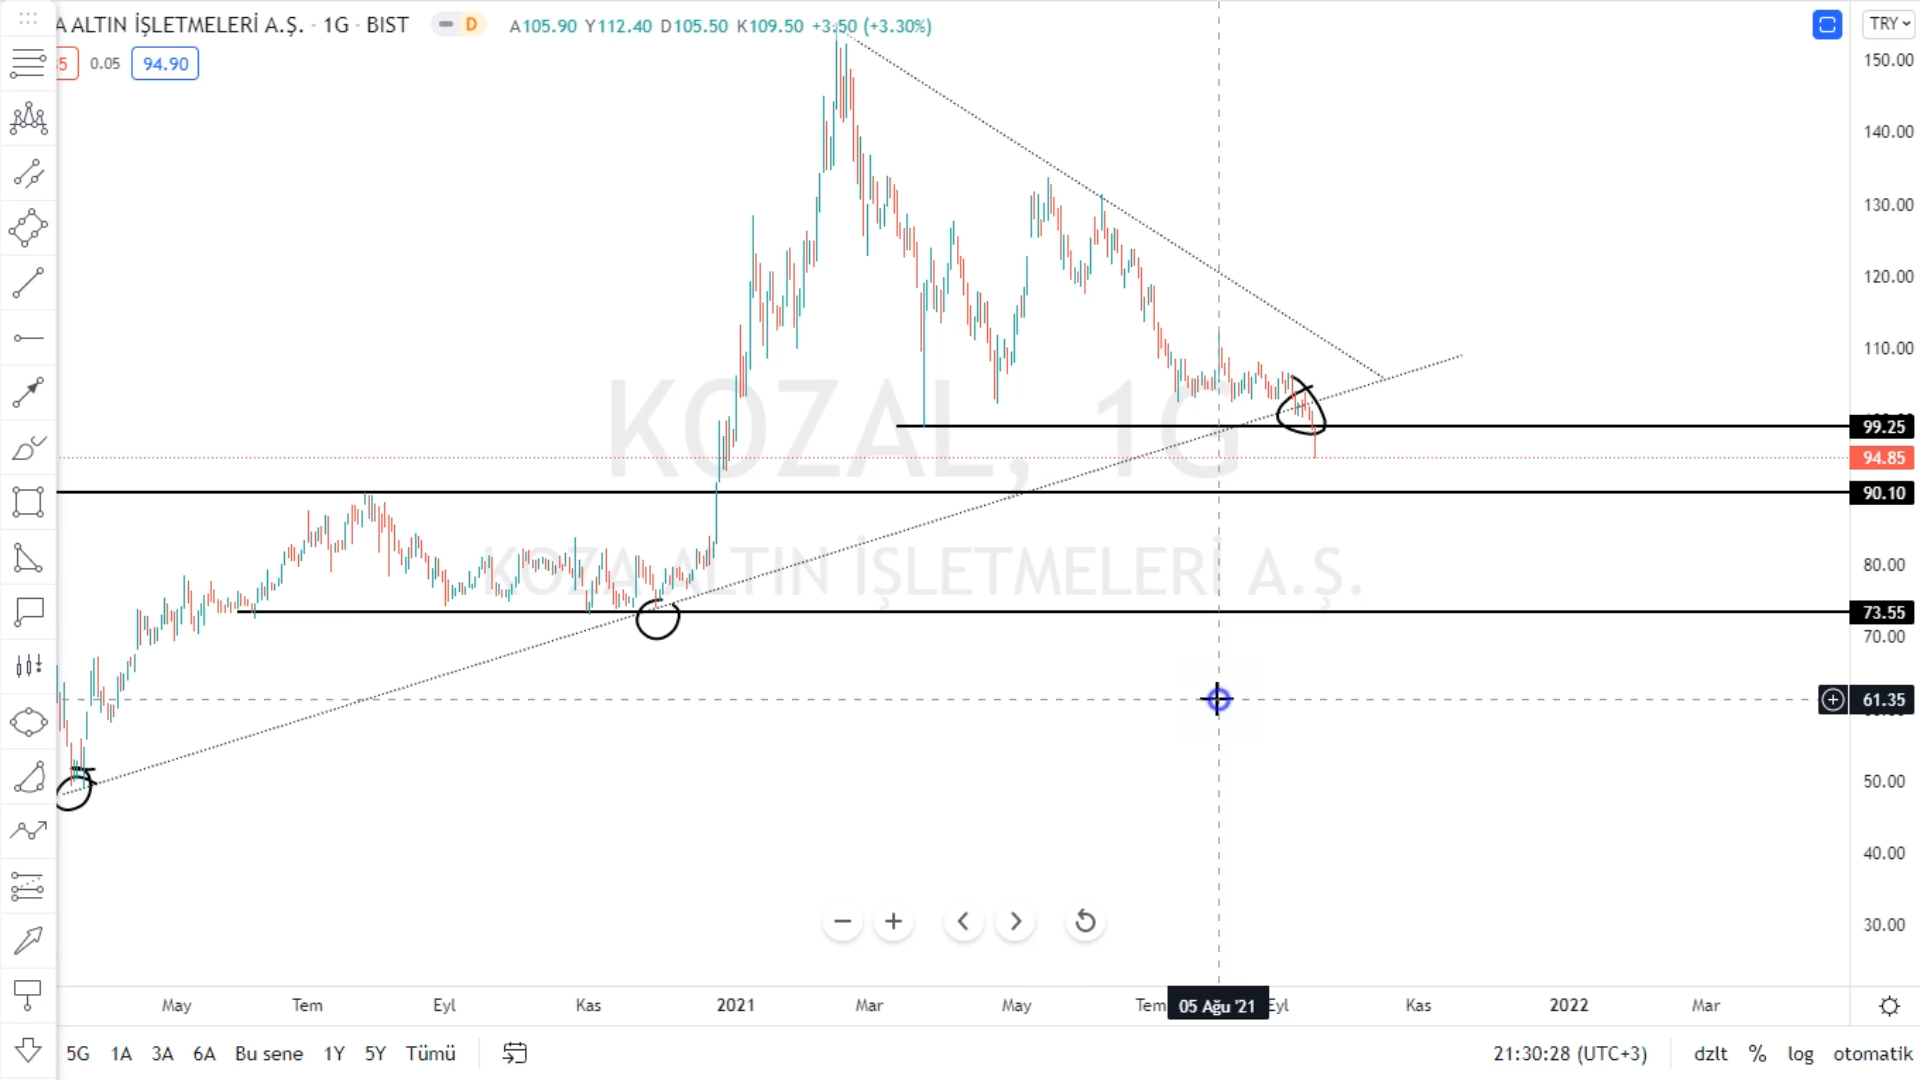 A ALTIN İŞLETMELERİ A.Ş. · 1G · BIST D A105.90 Y112.40 D105.50 K109.50 +3.50 (+3.30%)
TRY
5 0.05 94.90
150.00
140.00
130.00
120.00
110.00
KOZAL, 1G
99.25
94.85
90.10
KOZA ALTIN İŞLETMELERİ A.Ş.
80.00
73.55
70.00
61.35
50.00
40.00
30.00
May Tem Eyl Kas 2021 Mar May Tem 05 Ağu '21 Eyl Kas 2022 Mar
5G 1A 3A 6A Bu sene 1Y 5Y Tümü 21:30:28 (UTC+3) dzlt % log otomatik